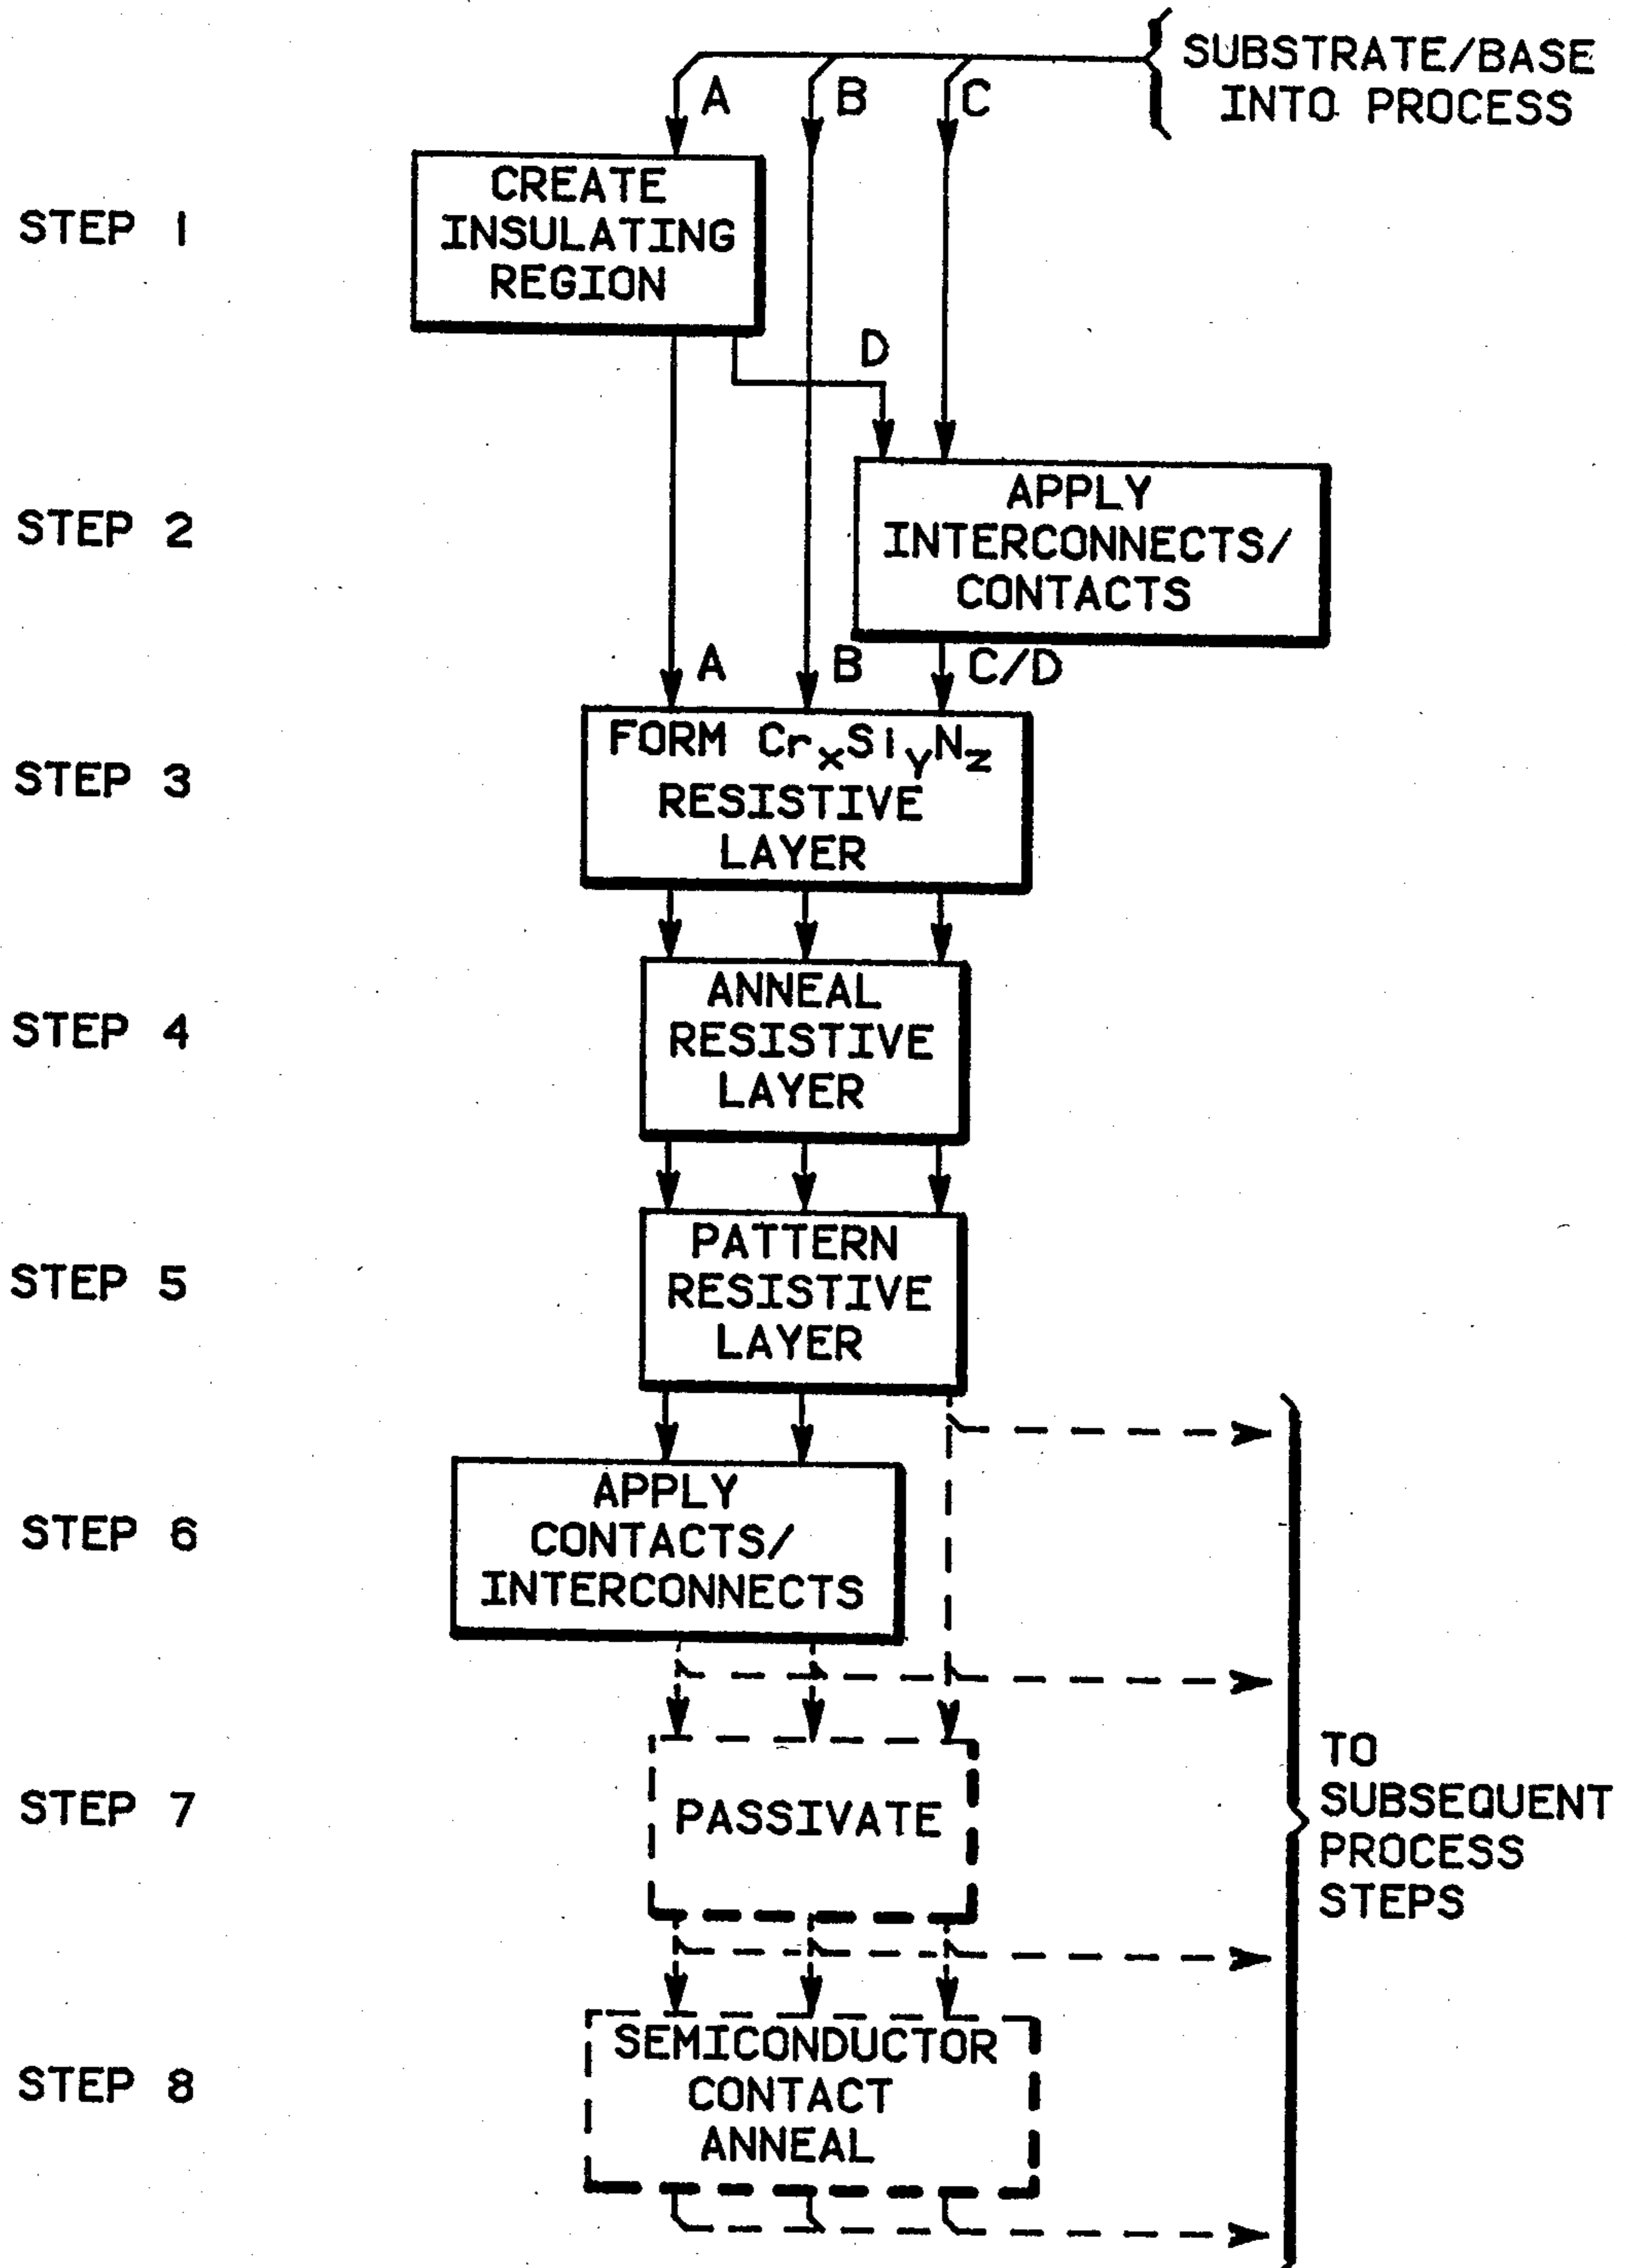 SUBSTRATE/BASE
INTO PROCESS
A
B
C
STEP 1
CREATE
INSULATING
REGION
D
STEP 2
APPLY
INTERCONNECTS/
CONTACTS
A
B
C/D
STEP 3
FORM CrₓSiᵧN_Z
RESISTIVE
LAYER
STEP 4
ANNEAL
RESISTIVE
LAYER
STEP 5
PATTERN
RESISTIVE
LAYER
STEP 6
APPLY
CONTACTS/
INTERCONNECTS
STEP 7
PASSIVATE
TO
SUBSEQUENT
PROCESS
STEPS
STEP 8
SEMICONDUCTOR
CONTACT
ANNEAL